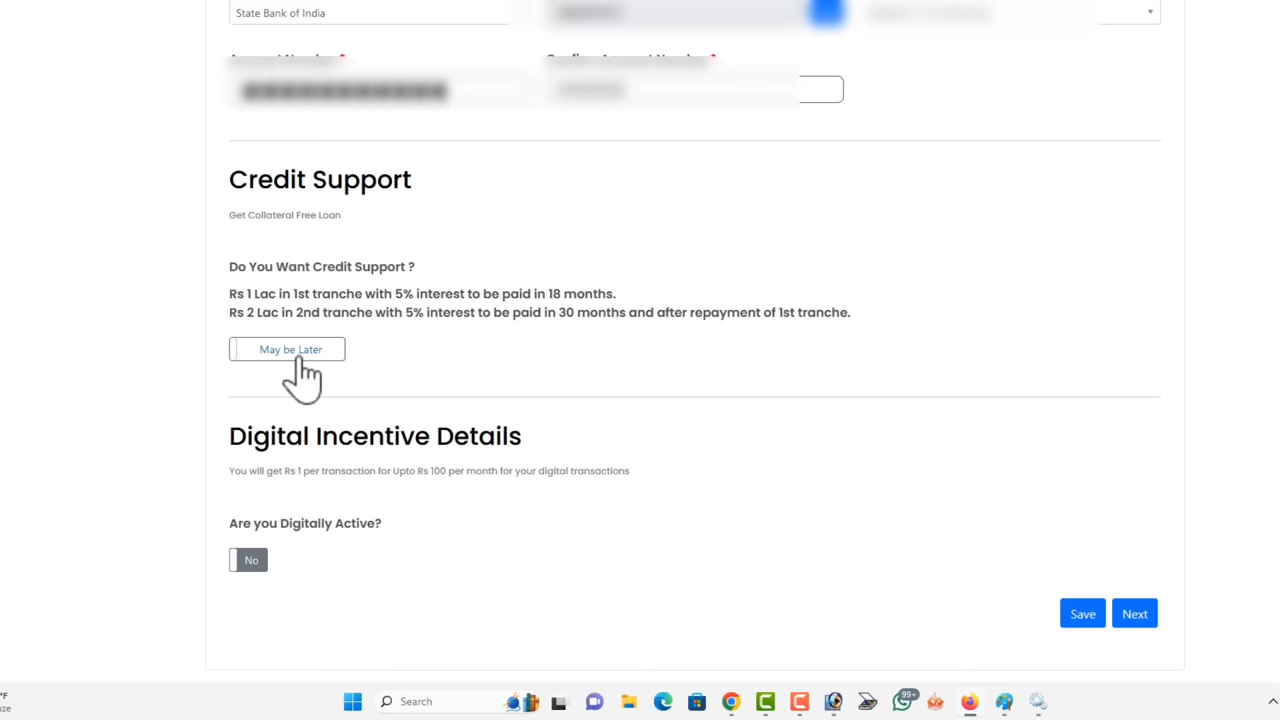 State Bank of India
Credit Support
Get Collateral Free Loan
Do You Want Credit Support ?
Rs 1 Lac in 1st tranche with 5% interest to be paid in 18 months.
Rs 2 Lac in 2nd tranche with 5% interest to be paid in 30 months and after repayment of 1st tranche.
May be Later
Digital Incentive Details
You will get Rs 1 per transaction for Upto Rs 100 per month for your digital transactions
Are you Digitally Active?
No
Save Next
°F
Search
99+